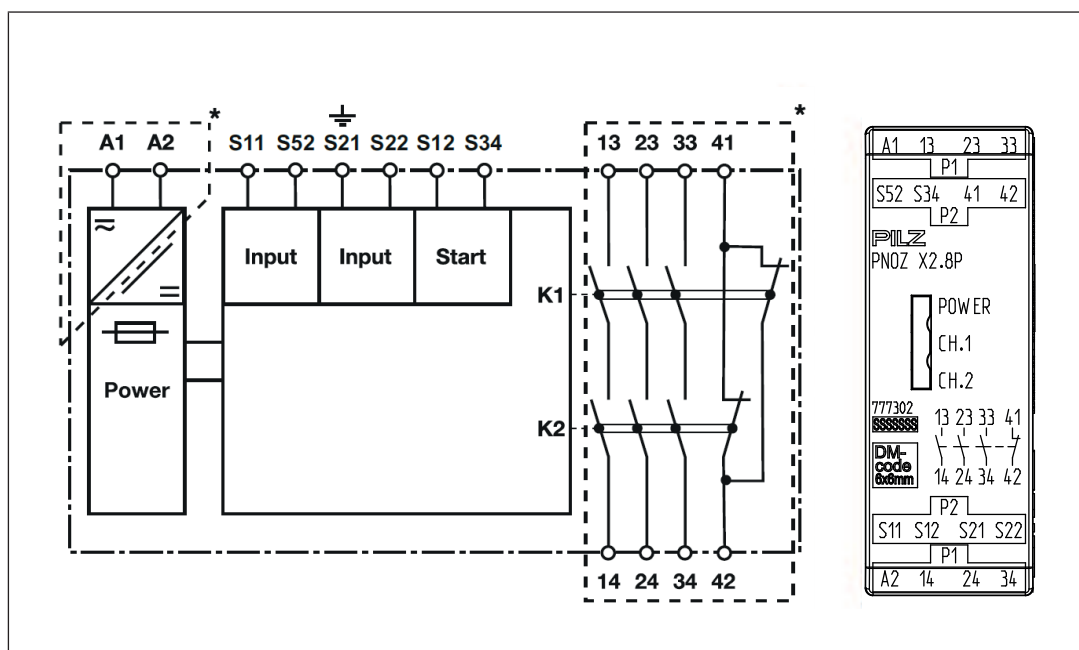 *
*
A1 A2 S11 S52 S21 S22 S12 S34 13 23 33 41
Input Input Start
K1
Power
K2
14 24 34 42
A1 13 23 33
P1
S52 S34 41 42
P2
PILZ
PNOZ X2.8P
POWER
CH.1
CH.2
777302
SSSSSSS
13 23 33 41
DM-
code
6x6mm
14 24 34 42
P2
S11 S12 S21 S22
P1
A2 14 24 34